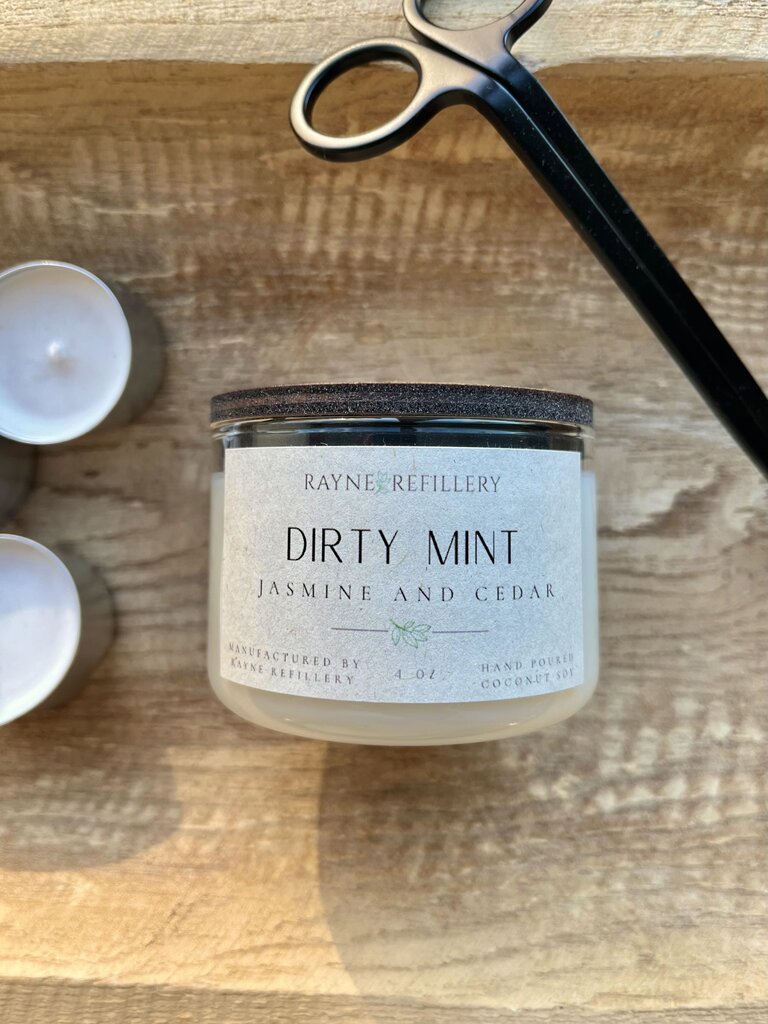 RAYNE REFILLERY
DIRTY MINT
JASMINE AND CEDAR
MANUFACTURED BY
RAYNE REFILLERY
4 OZ
HAND POURED
COCONUT SOY